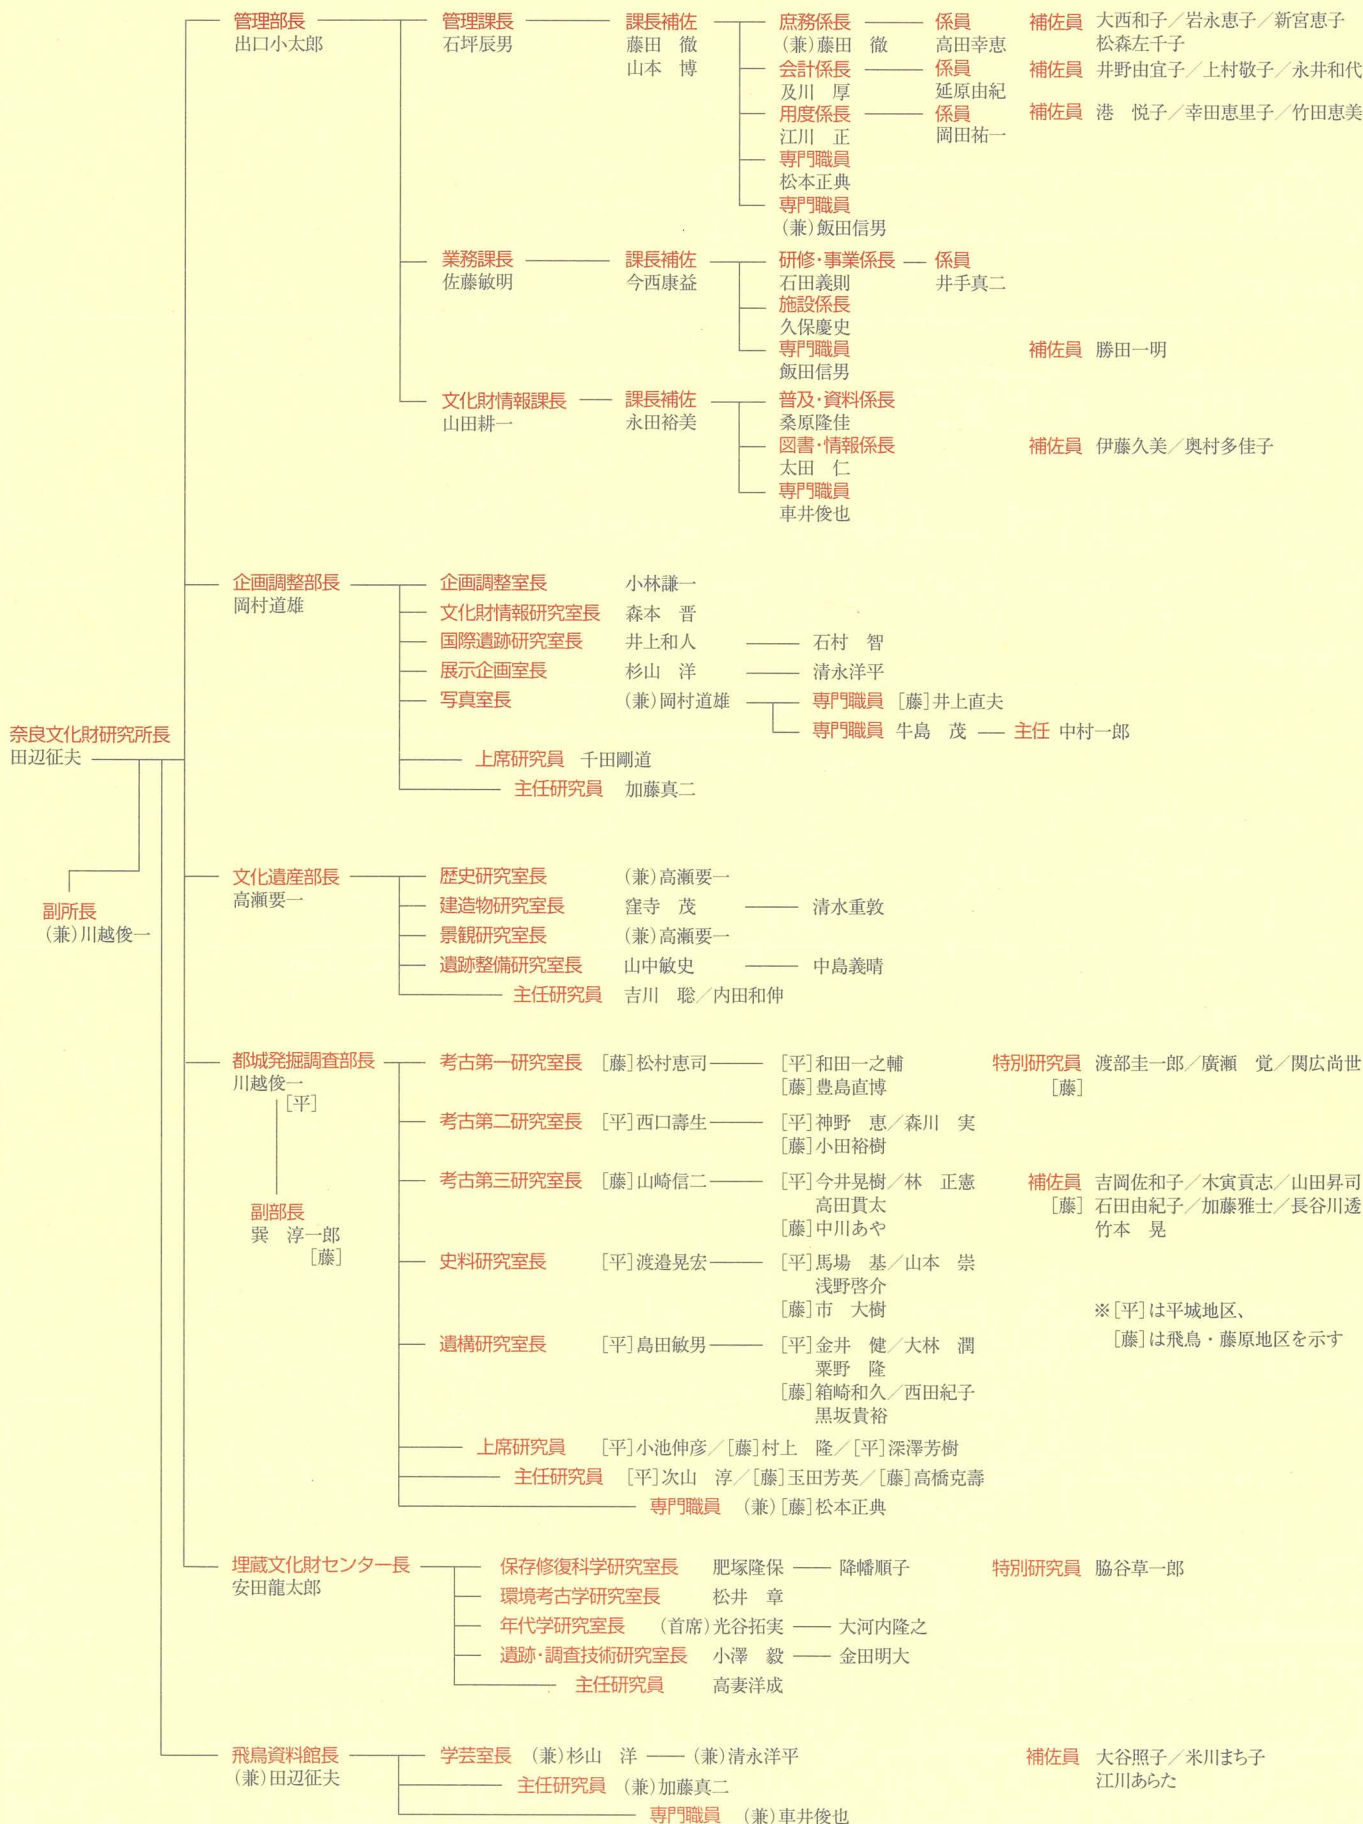 管理部長 管理課長 課長補佐 庶務係長 係員 補佐員 大西和子／岩永恵子／新宮恵子
出口小太郎 石坪辰男 藤田 徹 (兼)藤田 徹 高田幸恵 松森左千子
山本 博 会計係長 係員 補佐員 井野由宜子／上村敬子／永井和代
及川 厚 延原由紀
用度係長 係員 補佐員 港 悦子／幸田恵里子／竹田恵美
江川 正 岡田祐一
専門職員
松本正典
専門職員
(兼)飯田信男
業務課長 課長補佐 研修・事業係長 係員
佐藤敏明 今西康益 石田義則 井手真二
施設係長
久保慶史
専門職員 補佐員 勝田一明
飯田信男
文化財情報課長 課長補佐 普及・資料係長
山田耕一 永田裕美 桑原隆佳
図書・情報係長 補佐員 伊藤久美／奥村多佳子
太田 仁
専門職員
車井俊也
企画調整部長 企画調整室長 小林謙一
岡村道雄
文化財情報研究室長 森本 晋
国際遺跡研究室長 井上和人 石村 智
展示企画室長 杉山 洋 清永洋平
写真室長 (兼)岡村道雄 専門職員 [藤]井上直夫
専門職員 牛島 茂 主任 中村一郎
奈良文化財研究所長
田辺征夫
上席研究員 千田剛道
主任研究員 加藤真二
副所長
(兼)川越俊一
文化遺産部長 歴史研究室長 (兼)高瀬要一
高瀬要一
建造物研究室長 窪寺 茂 清水重敦
景観研究室長 (兼)高瀬要一
遺跡整備研究室長 山中敏史 中島義晴
主任研究員 吉川 聡／内田和伸
都城発掘調査部長 考古第一研究室長 [藤]松村恵司 [平]和田一之輔 特別研究員 渡部圭一郎／廣瀬 覚／関広尚世
川越俊一 [藤]豊島直博 [藤]
[平]
考古第二研究室長 [平]西口壽生 [平]神野 恵／森川 実
[藤]小田裕樹
考古第三研究室長 [藤]山崎信二 [平]今井晃樹／林 正憲 補佐員 吉岡佐和子／木寅貢志／山田昇司
高田貫太 [藤] 石田由紀子／加藤雅士／長谷川透
副部長 [藤]中川あや 竹本 晃
巽 淳一郎
[藤]
史料研究室長 [平]渡邉晃宏 [平]馬場 基／山本 崇
浅野啓介
[藤]市 大樹 ※[平]は平城地区、
[藤]は飛鳥・藤原地区を示す
遺構研究室長 [平]島田敏男 [平]金井 健／大林 潤
粟野 隆
[藤]箱崎和久／西田紀子
黒坂貴裕
上席研究員 [平]小池伸彦／[藤]村上 隆／[平]深澤芳樹
主任研究員 [平]次山 淳／[藤]玉田芳英／[藤]高橋克壽
専門職員 (兼)[藤]松本正典
埋蔵文化財センター長 保存修復科学研究室長 肥塚隆保 降幡順子 特別研究員 脇谷草一郎
安田龍太郎
環境考古学研究室長 松井 章
年代学研究室長 (首席)光谷拓実 大河内隆之
遺跡・調査技術研究室長 小澤 毅 金田明大
主任研究員 高妻洋成
飛鳥資料館長 学芸室長 (兼)杉山 洋 (兼)清永洋平 補佐員 大谷照子／米川まち子
(兼)田辺征夫 江川あらた
主任研究員 (兼)加藤真二
専門職員 (兼)車井俊也